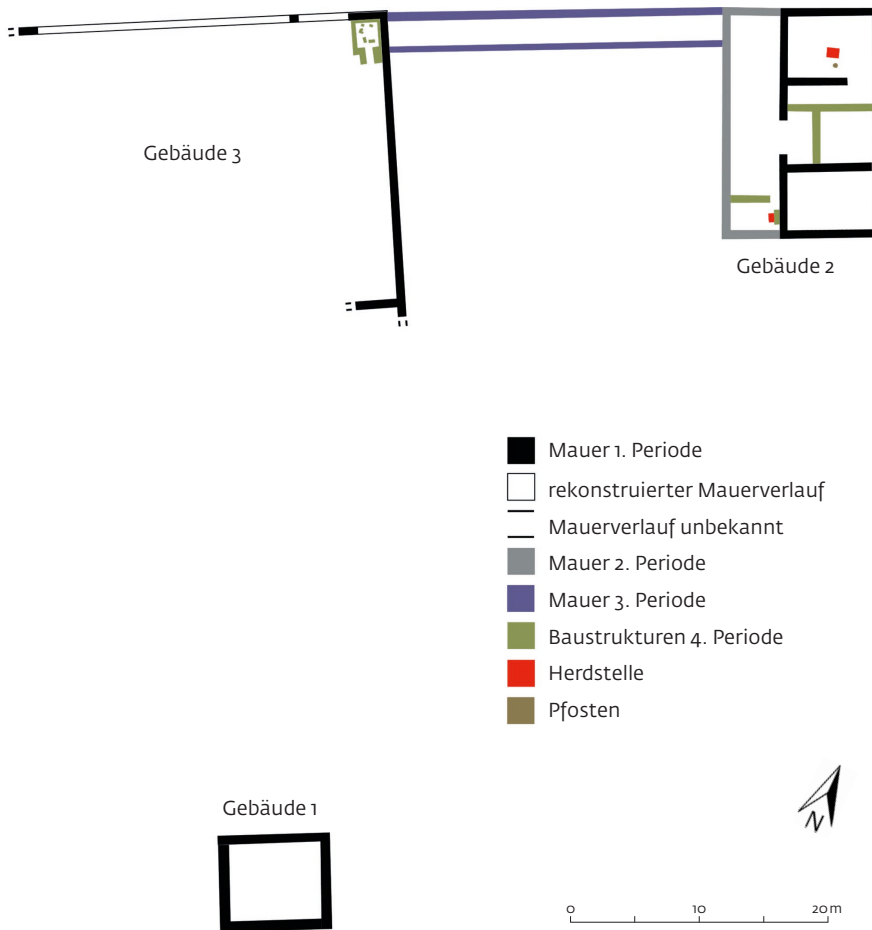 Gebäude 3
Gebäude 2
Mauer 1. Periode
rekonstruierter Mauerverlauf
Mauerverlauf unbekannt
Mauer 2. Periode
Mauer 3. Periode
Baustrukturen 4. Periode
Herdstelle
Pfosten
Gebäude 1
N
0 10 20 m